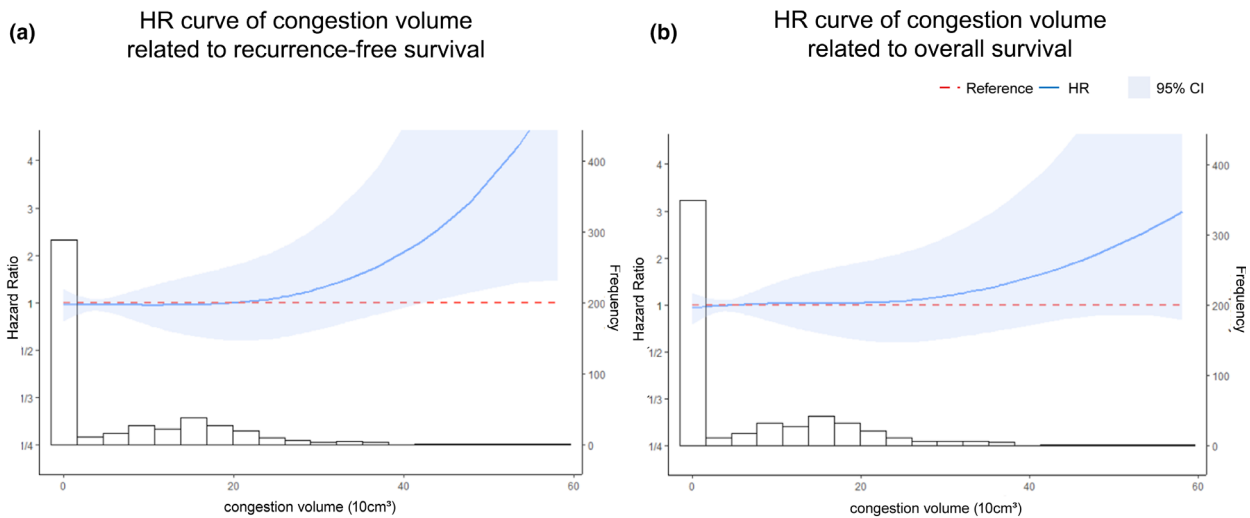 (a)
HR curve of congestion volume
related to recurrence-free survival
4
3
2
1
1/2
1/3
1/4
Hazard Ratio
400
300
200
100
0
Frequency
0 20 40 60
congestion volume (10cm³)
(b)
HR curve of congestion volume
related to overall survival
Reference HR 95% CI
4
3
2
1
1/2
1/3
1/4
Hazard Ratio
400
300
200
100
0
Frequency
0 20 40 60
congestion volume (10cm³)